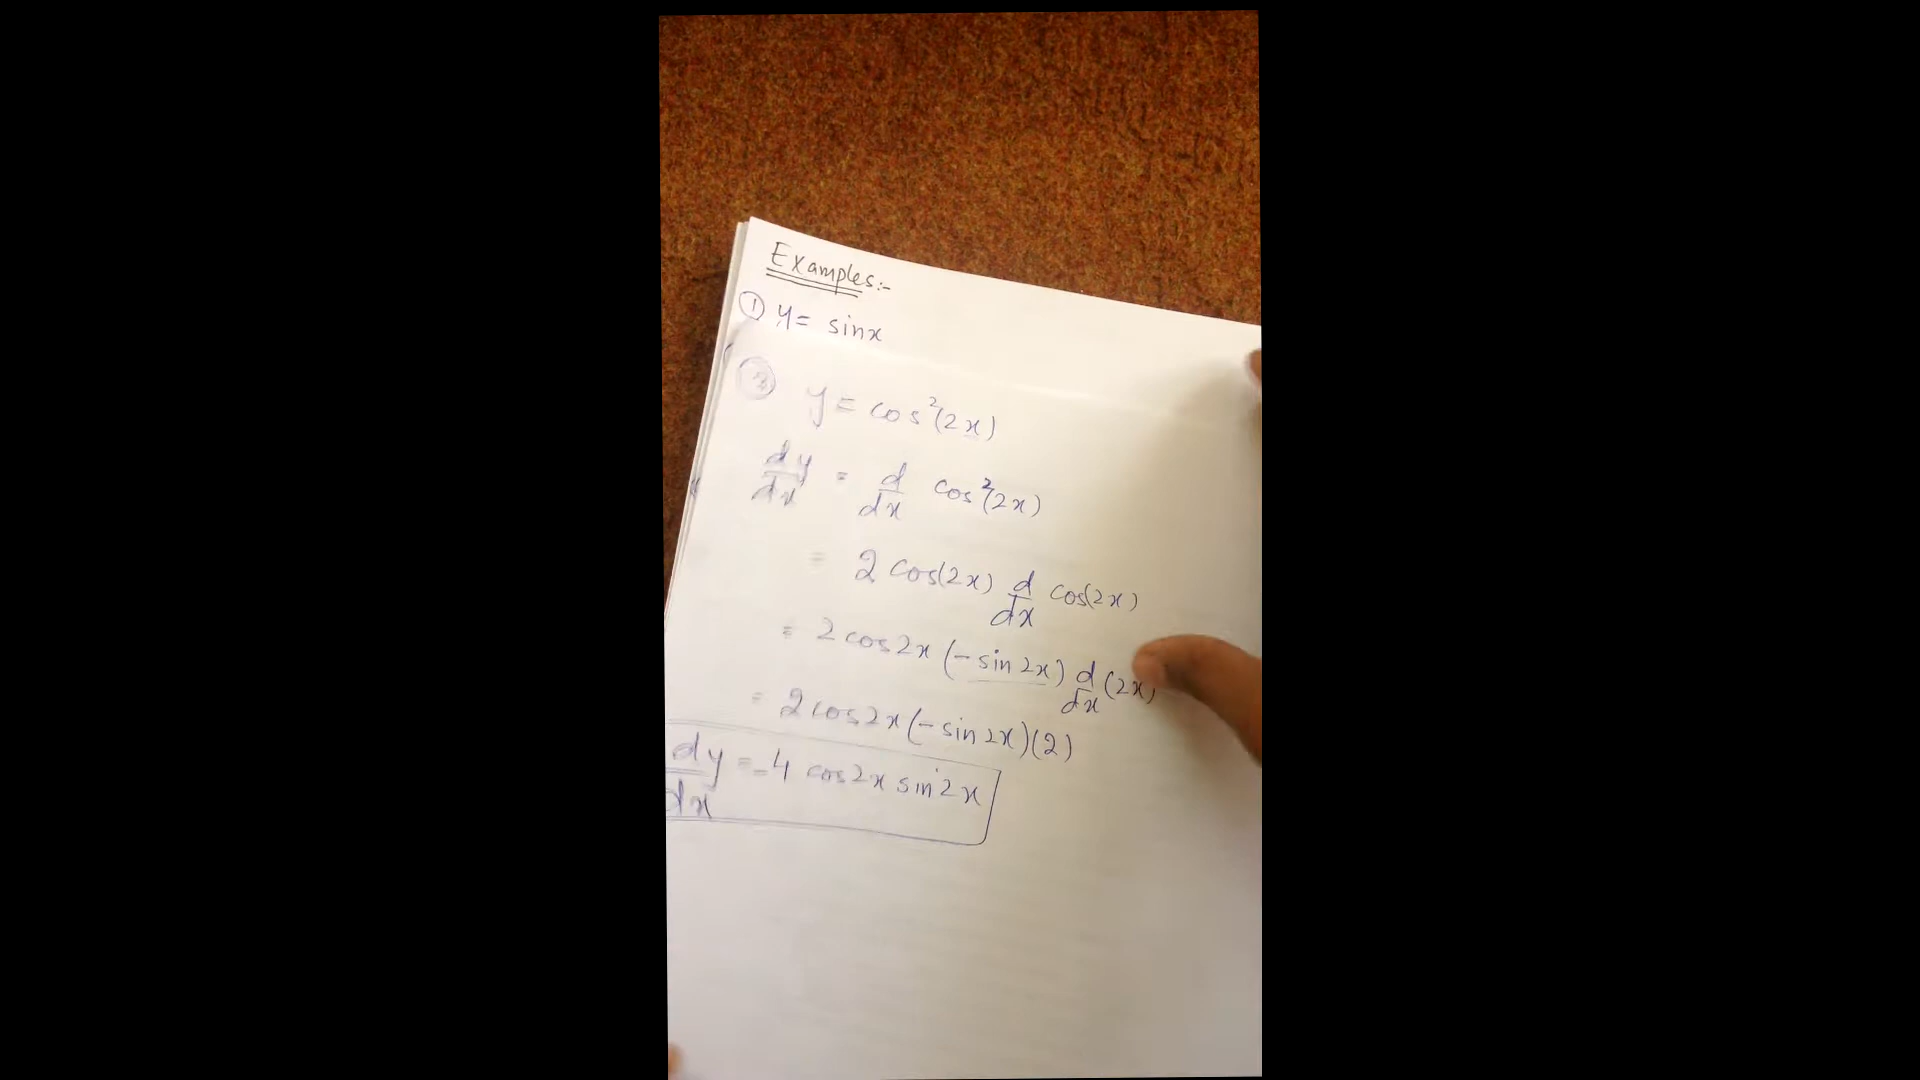 Examples:-
① y = sinx
③ y = cos²(2x)
dy/dx = d/dx cos²(2x)
= 2 cos(2x) d/dx cos(2x)
= 2 cos2x (-sin 2x) d/dx (2x)
= 2 cos2x (-sin 2x)(2)
dy/dx = -4 cos2x sin2x